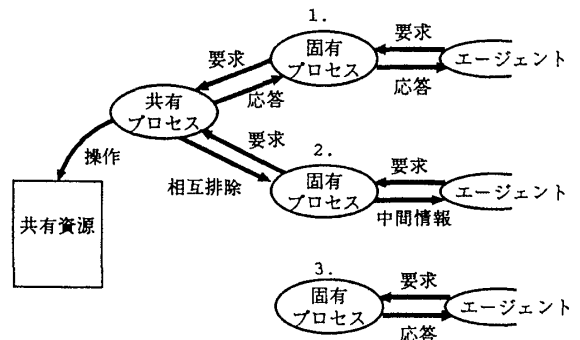 1.
要求
固有
プロセス
要求
応答
エージェント
共有
プロセス
応答
要求
操作
相互排除
共有資源
2.
固有
プロセス
要求
中間情報
エージェント
3.
固有
プロセス
要求
応答
エージェント